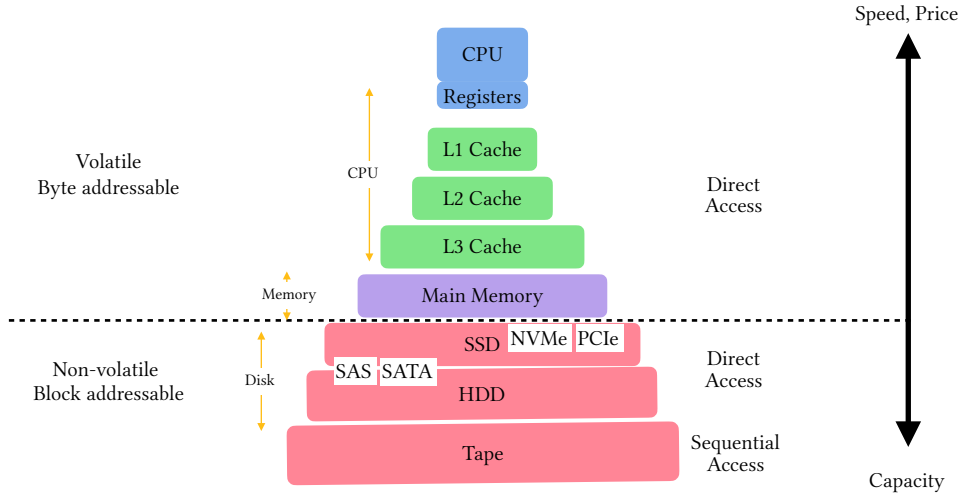 Speed, Price
CPU
Registers
L1 Cache
CPU
Volatile
Byte addressable
L2 Cache
Direct
Access
L3 Cache
Memory
Main Memory
SSD
NVMe
PCIe
Non-volatile
Block addressable
Disk
SAS
SATA
Direct
Access
HDD
Tape
Sequential
Access
Capacity